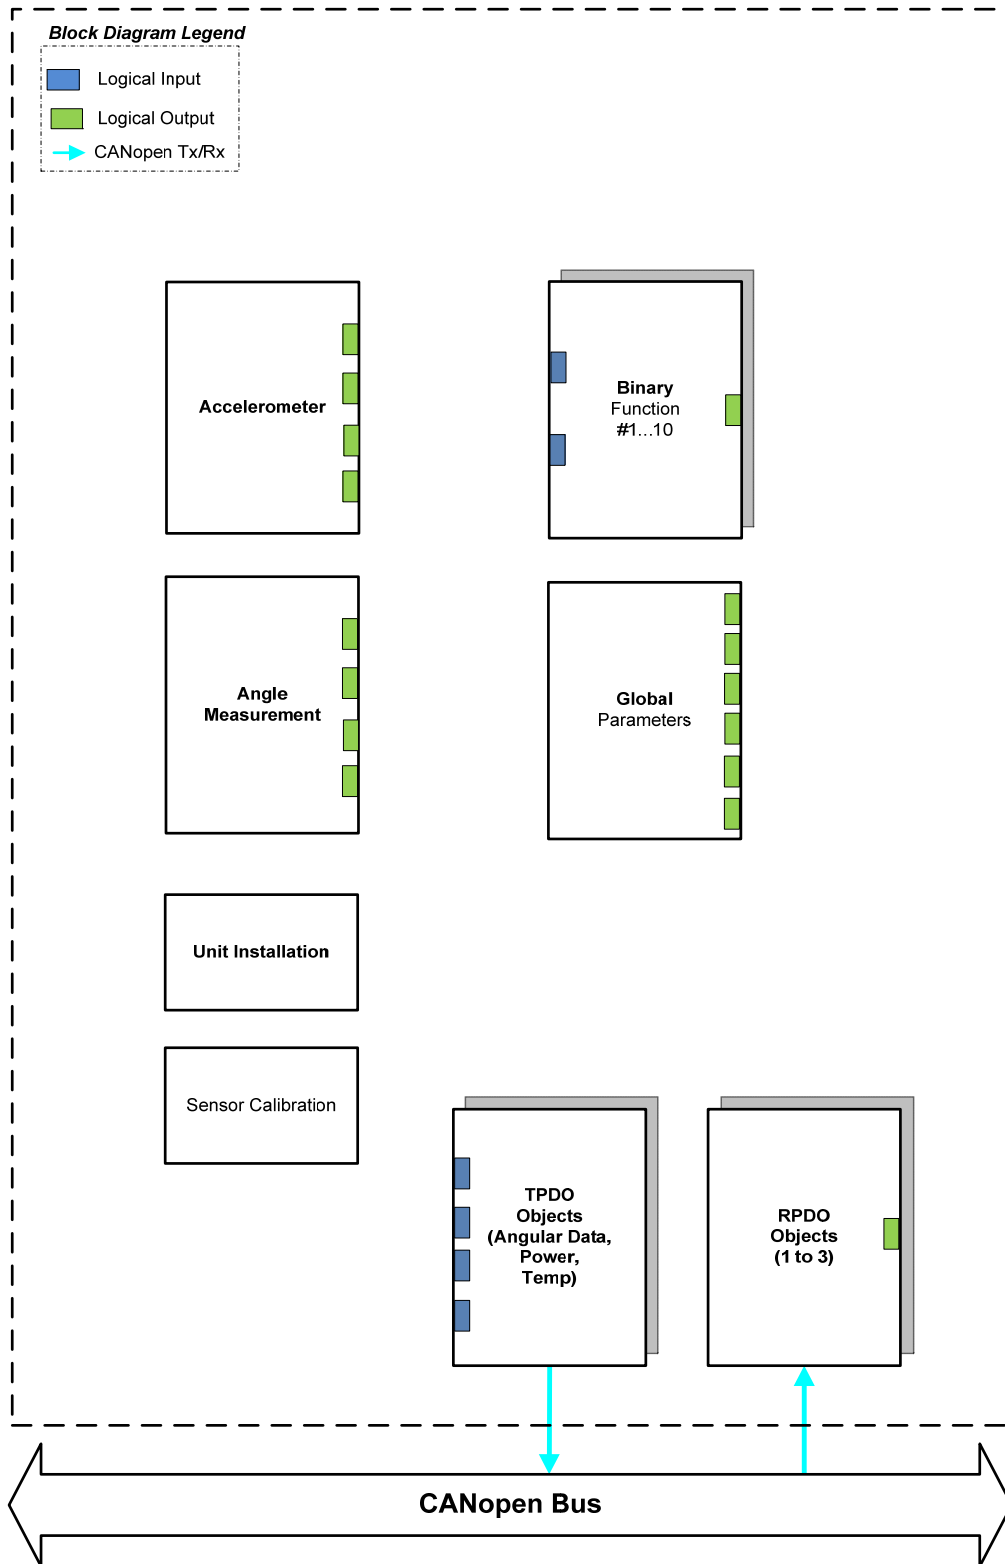 Block Diagram Legend
Logical Input
Logical Output
CANopen Tx/Rx
Accelerometer
Binary
Function
#1...10
Angle
Measurement
Global
Parameters
Unit Installation
Sensor Calibration
TPDO
Objects
(Angular Data,
Power,
Temp)
RPDO
Objects
(1 to 3)
CANopen Bus